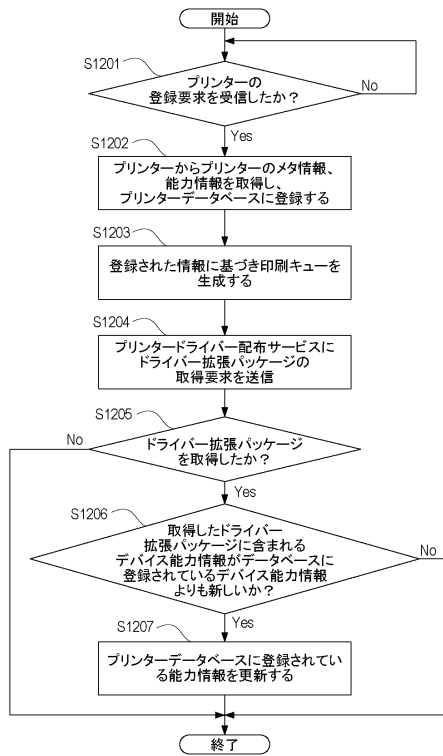 開始
S1201
プリンターの
登録要求を受信したか？
No
Yes
S1202
プリンターからプリンターのメタ情報、
能力情報を取得し、
プリンターデータベースに登録する
S1203
登録された情報に基づき印刷キューを
生成する
S1204
プリンタードライバー配布サービスに
ドライバー拡張パッケージの
取得要求を送信
S1205
No
ドライバー拡張パッケージ
を取得したか？
Yes
S1206
取得したドライバー
拡張パッケージに含まれる
デバイス能力情報がデータベースに
登録されているデバイス能力情報
よりも新しいか？
No
Yes
S1207
プリンターデータベースに登録されてい
る能力情報を更新する
終了